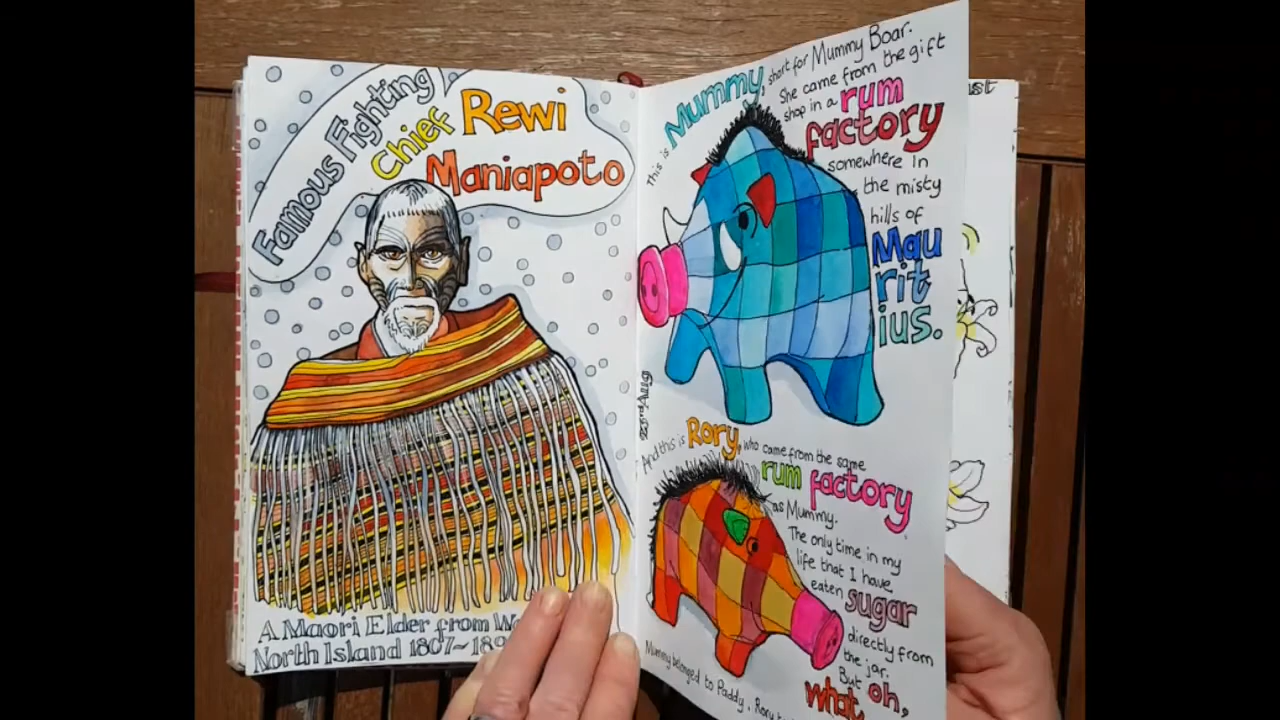 Famous Fighting
Chief Rewi
Maniapoto
A Maori Elder from
North Island 1807~
This is Mummy, short for Mummy Boar.
She came from the gift
shop in a rum
factory
somewhere in
the misty
hills of
Mau
rit
ius.
23rd Aug
And this is Rory, who came from the same
rum factory
as Mummy.
The only time in my
life that I have
eaten sugar
directly from
the jar.
But oh,
what
Mummy belonged to Paddy, Rory